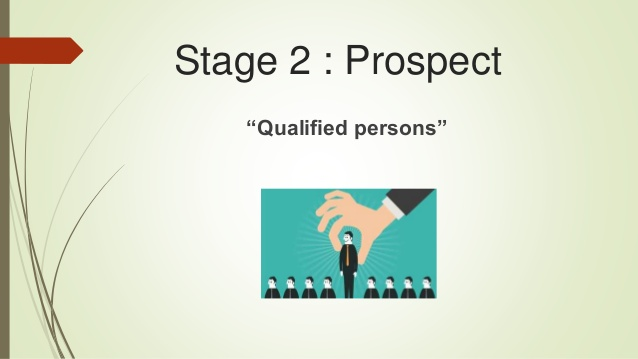 Stage 2 : Prospect
“Qualified persons”